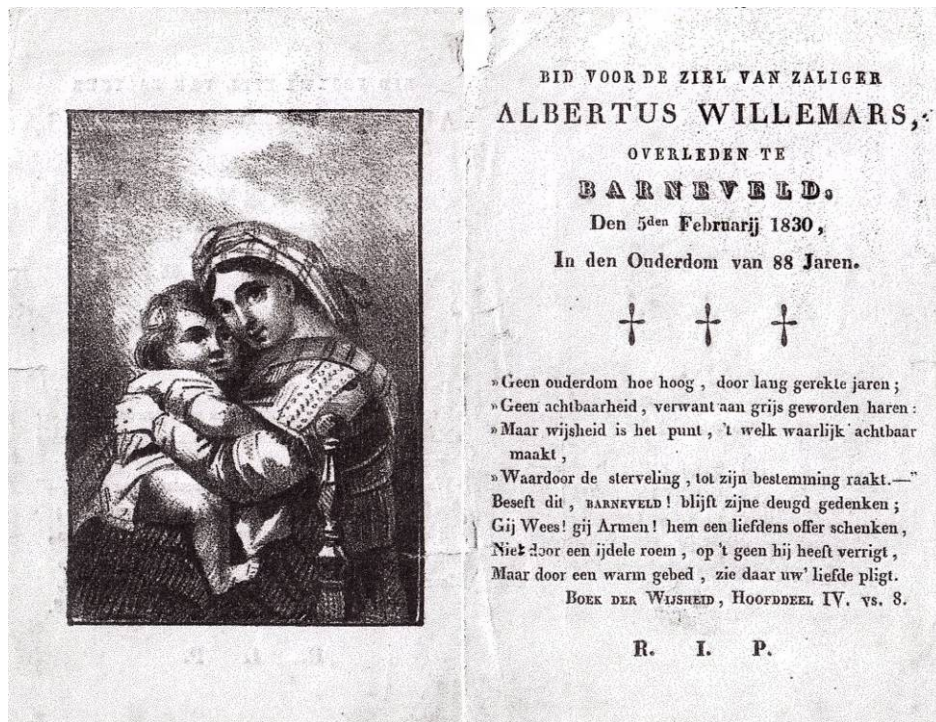 BID VOOR DE ZIEL VAN ZALIGER
ALBERTUS WILLEMARS,
OVERLEDEN TE
BARNEVELD,
Den 5den Februarij 1830,
In den Ouderdom van 88 Jaren.
»Geen ouderdom hoe hoog, door lang gerekte jaren;
»Geen achtbaarheid, verwant aan grijs geworden haren:
»Maar wijsheid is het punt, 't welk waarlijk achtbaar
maakt,
»Waardoor de sterveling, tot zijn bestemming raakt.—"
Beseft dit, BARNEVELD! blijft zijne deugd gedenken;
Gij Wees! gij Armen! hem een liefdens offer schenken,
Niet door een ijdele roem, op 't geen hij heeft verrigt,
Maar door een warm gebed, zie daar uw' liefde pligt.
BOEK DER WIJSHEID, HOOFDDEEL IV. vs. 8.
R. I. P.